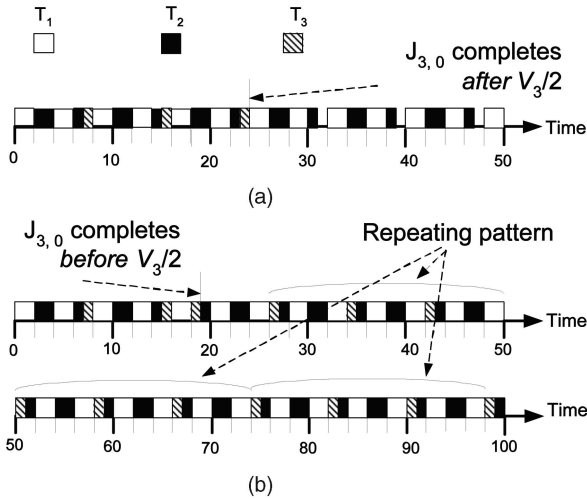 T1 T2 T3
J3, 0 completes
after V3/2
Time
0 10 20 30 40 50
(a)
J3, 0 completes
before V3/2
Repeating pattern
Time
0 10 20 30 40 50
Time
50 60 70 80 90 100
(b)